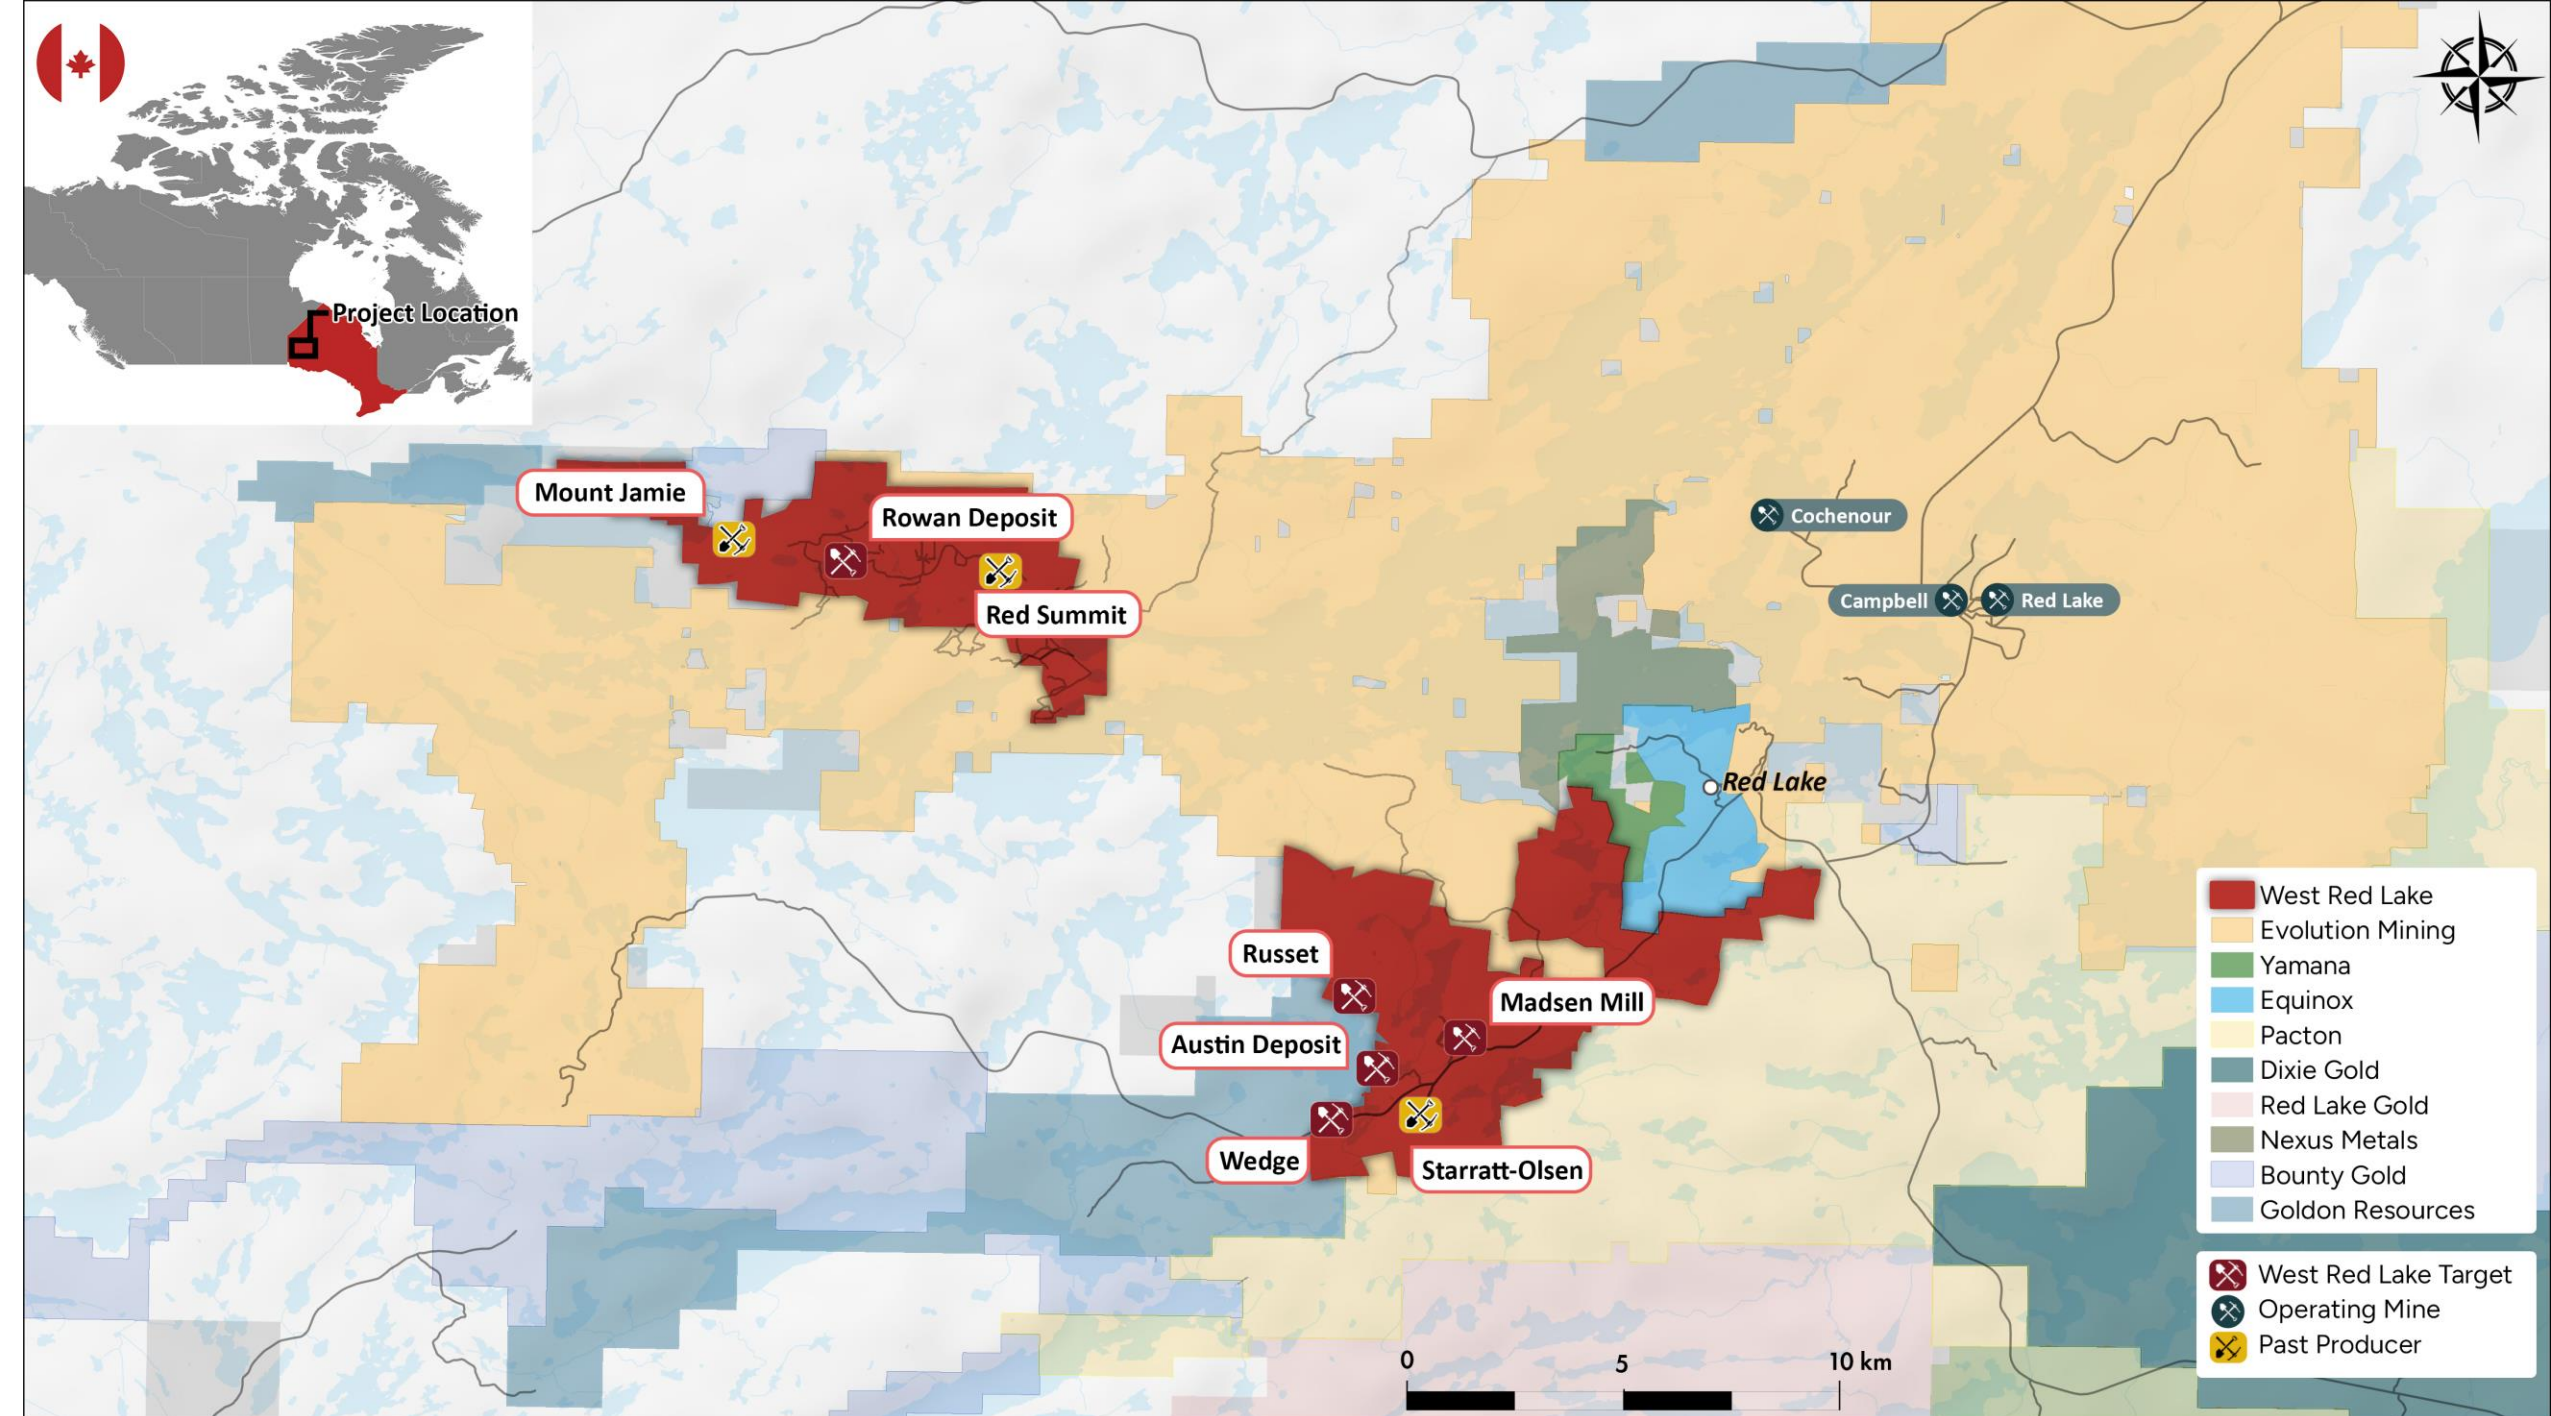 Project Location
Mount Jamie
Rowan Deposit
Red Summit
Cochenour
Campbell
Red Lake
Red Lake
Russet
Madsen Mill
Austin Deposit
Wedge
Starratt-Olsen
West Red Lake
Evolution Mining
Yamana
Equinox
Pacton
Dixie Gold
Red Lake Gold
Nexus Metals
Bounty Gold
Goldon Resources
West Red Lake Target
Operating Mine
Past Producer
0 5 10 km